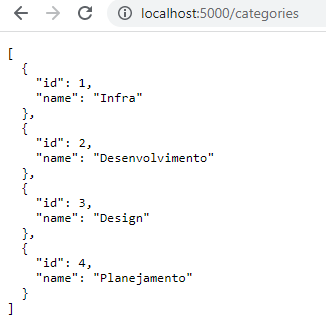 localhost:5000/categories
[
  {
    "id": 1,
    "name": "Infra"
  },
  {
    "id": 2,
    "name": "Desenvolvimento"
  },
  {
    "id": 3,
    "name": "Design"
  },
  {
    "id": 4,
    "name": "Planejamento"
  }
]